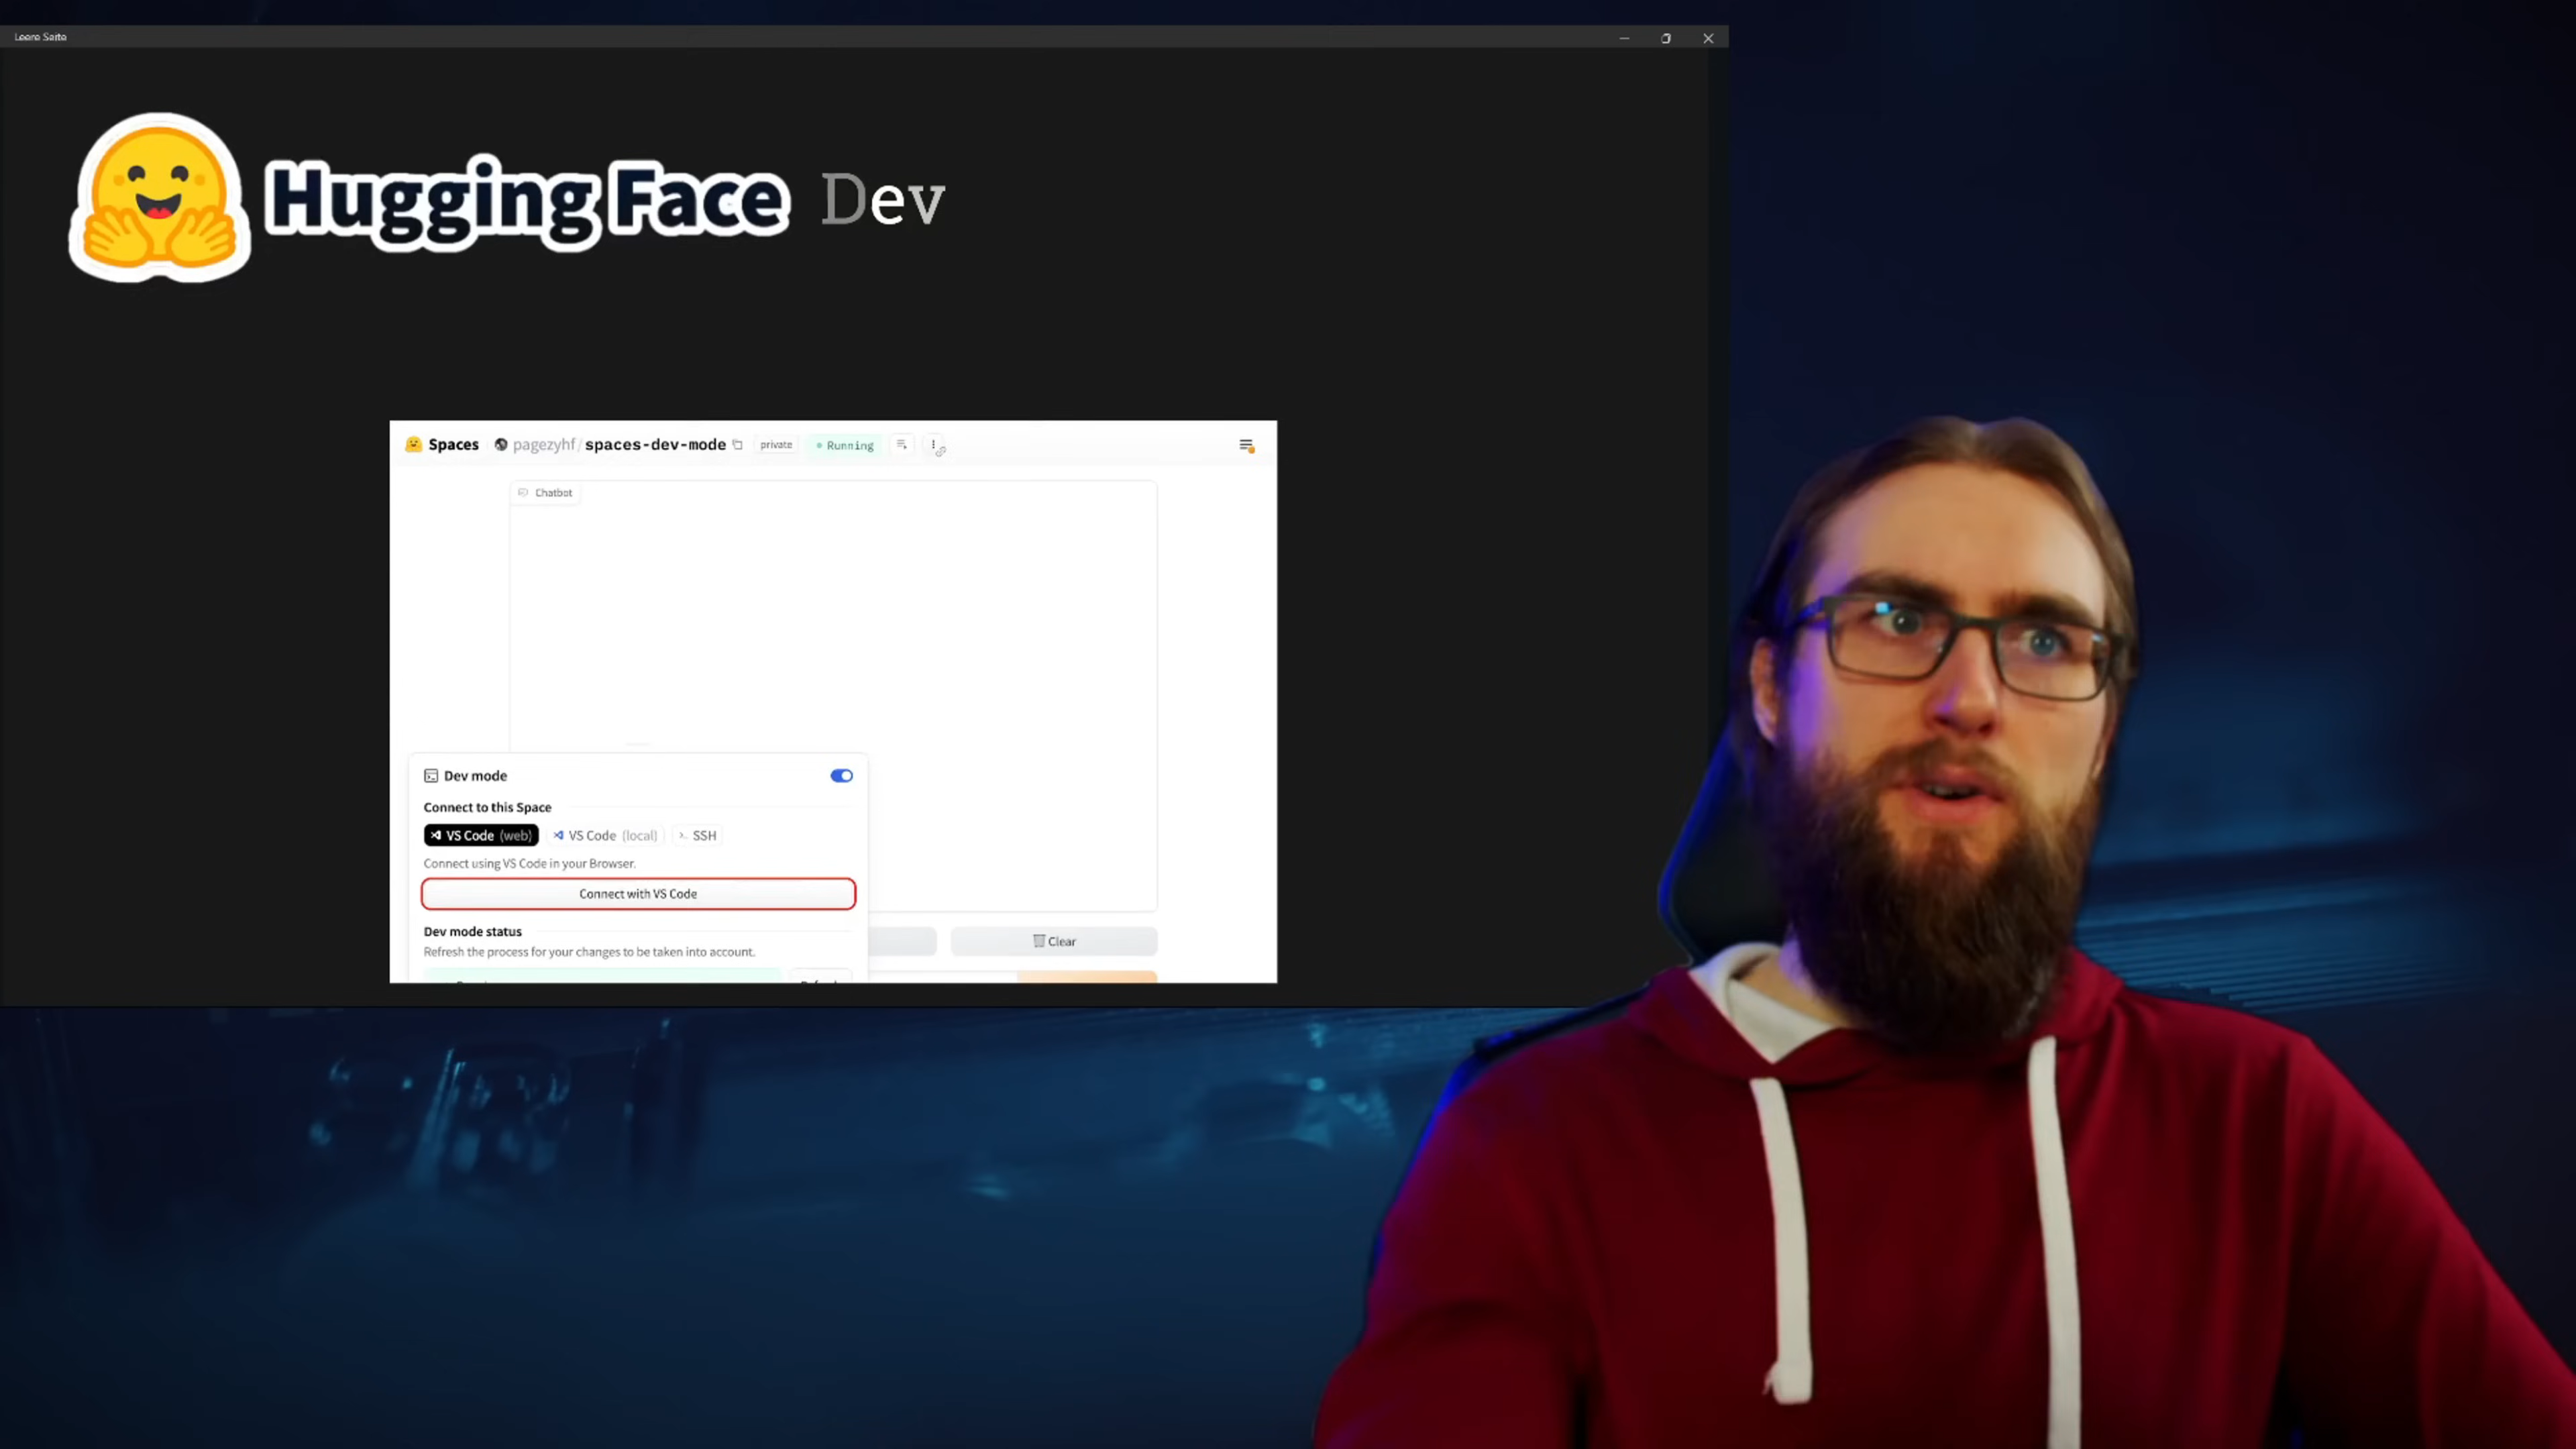 Leere Seite
Hugging Face Dev
Spaces pagezyhf/spaces-dev-mode private Running
Chatbot
Dev mode
Connect to this Space
VS Code (web) VS Code (local) SSH
Connect using VS Code in your Browser.
Connect with VS Code
Dev mode status
Clear
Refresh the process for your changes to be taken into account.